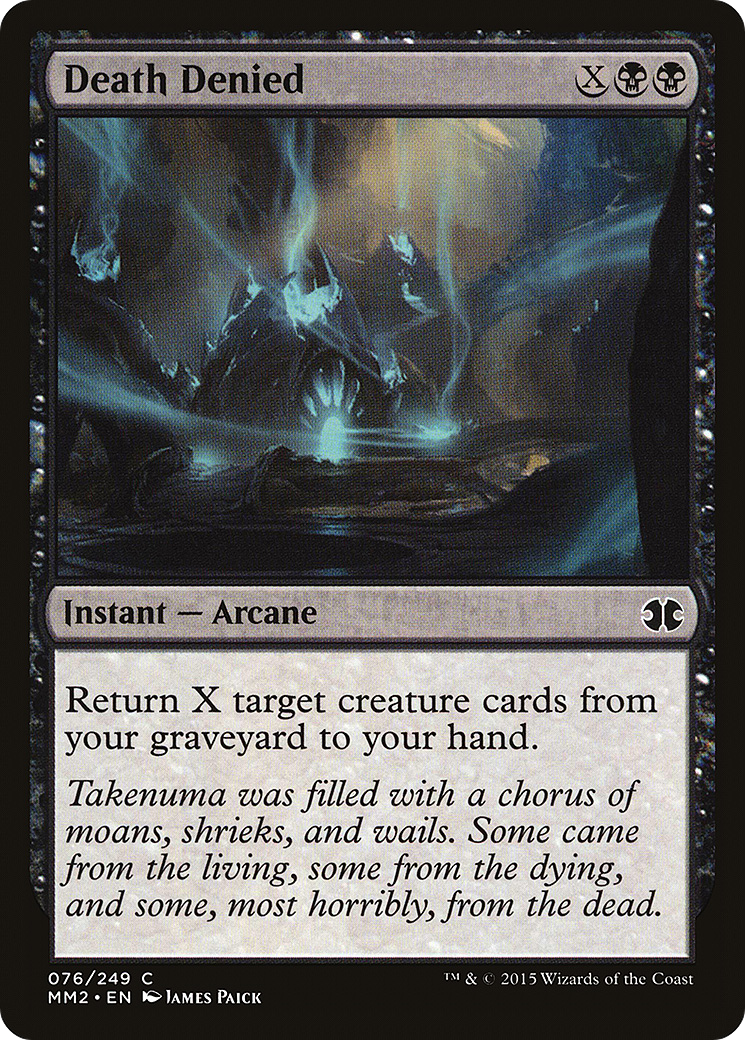 Death Denied X
Instant — Arcane
Return X target creature cards from
your graveyard to your hand.
Takenuma was filled with a chorus of
moans, shrieks, and wails. Some came
from the living, some from the dying,
and some, most horribly, from the dead.
076/249 C
MM2 • EN JAMES PAICK
™ & © 2015 Wizards of the Coast